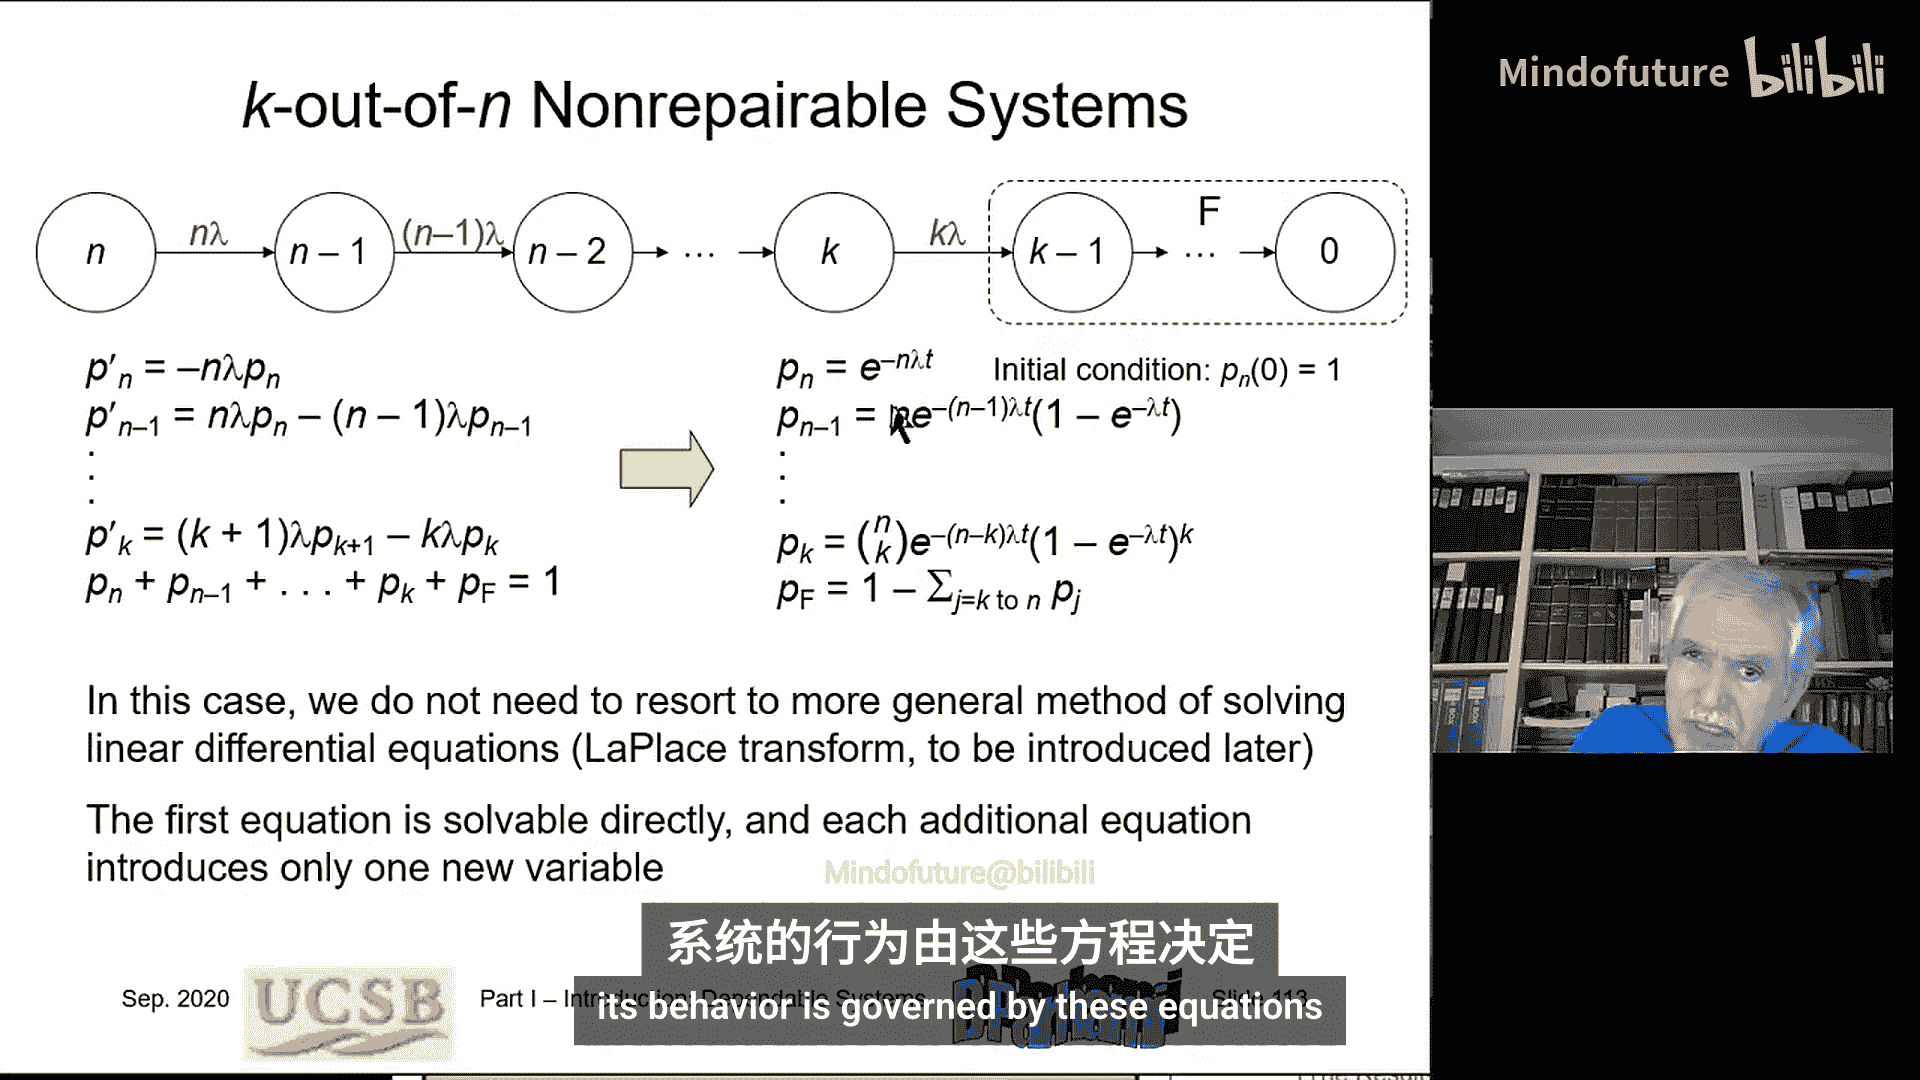 Mindofuture bilibili
k-out-of-n Nonrepairable Systems
n nλ n – 1 (n–1)λ n – 2 … k kλ k – 1 F … 0
p′n = –nλpn
p′n–1 = nλpn – (n – 1)λpn–1
.
.
.
p′k = (k + 1)λpk+1 – kλpk
pn + pn–1 + . . . + pk + pF = 1
pn = e–nλt Initial condition: pn(0) = 1
pn–1 = ne–(n–1)λt(1 – e–λt)
.
.
.
pk = (n k)e–(n–k)λt(1 – e–λt)k
pF = 1 – Σj=k to n pj
In this case, we do not need to resort to more general method of solving
linear differential equations (LaPlace transform, to be introduced later)
The first equation is solvable directly, and each additional equation
introduces only one new variable
Mindofuture@bilibili
系统的行为由这些方程决定
its behavior is governed by these equations
Sep. 2020 UCSB Part I – Introduction: Dependable Systems Slide 113